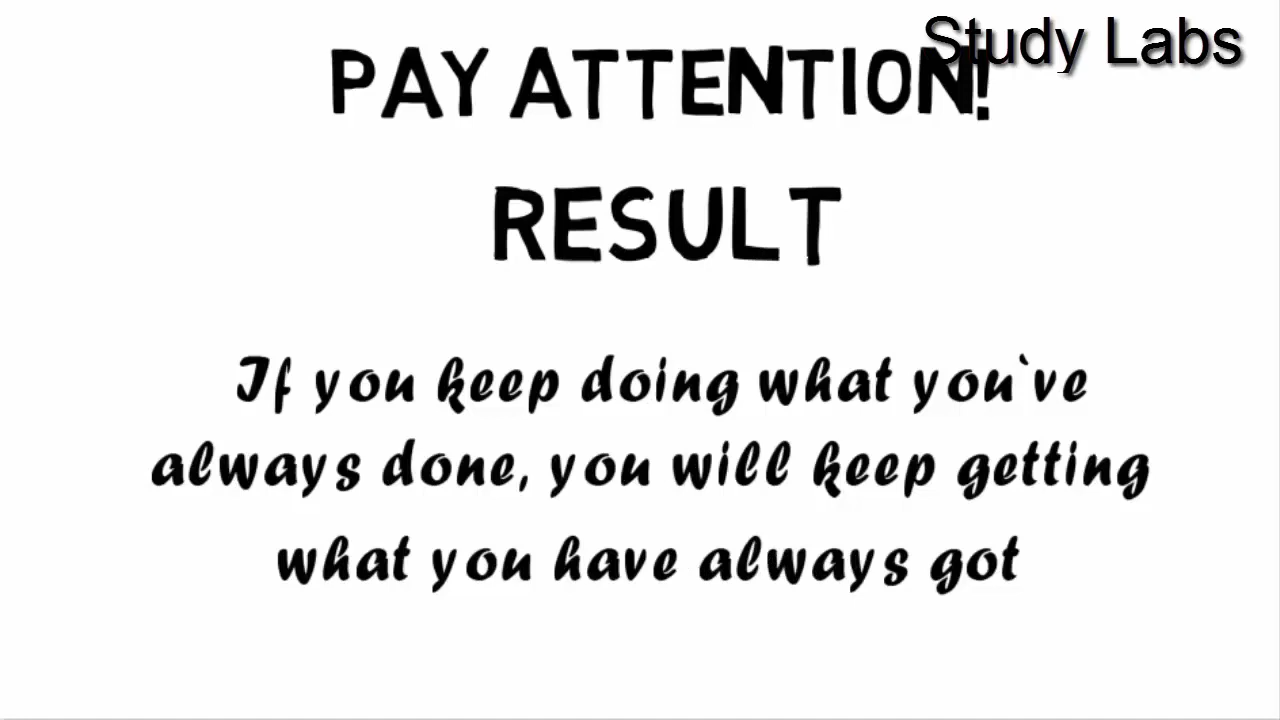 Study Labs
PAY ATTENTION!
RESULT
If you keep doing what you`ve
always done, you will keep getting
what you have always got